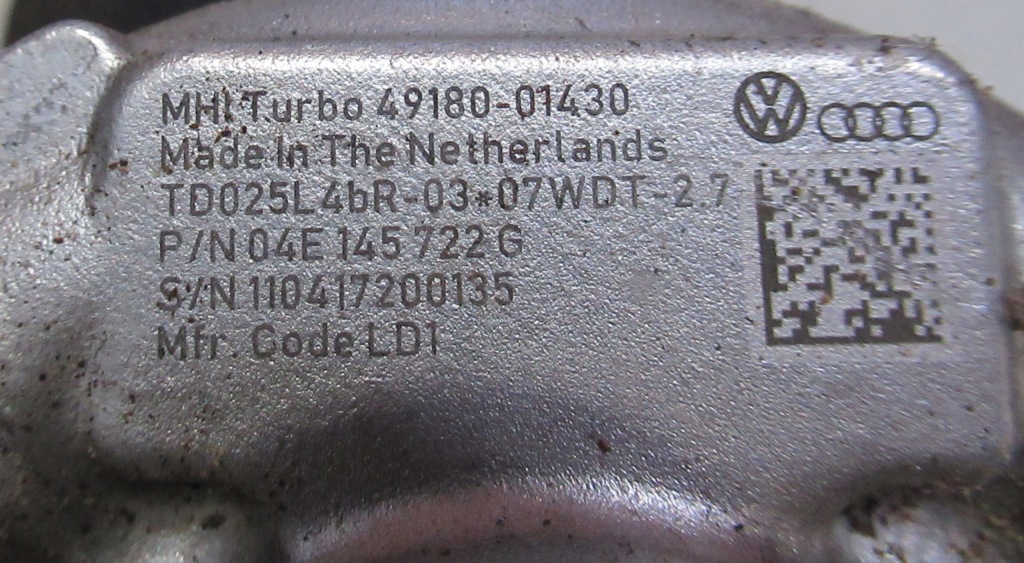 MHI Turbo 49180-01430
Made In The Netherlands
TD025L4bR-03*07WDT-2.7
P/N 04E 145 722 G
S/N 110417200135
Mfr. Code LD1
VW